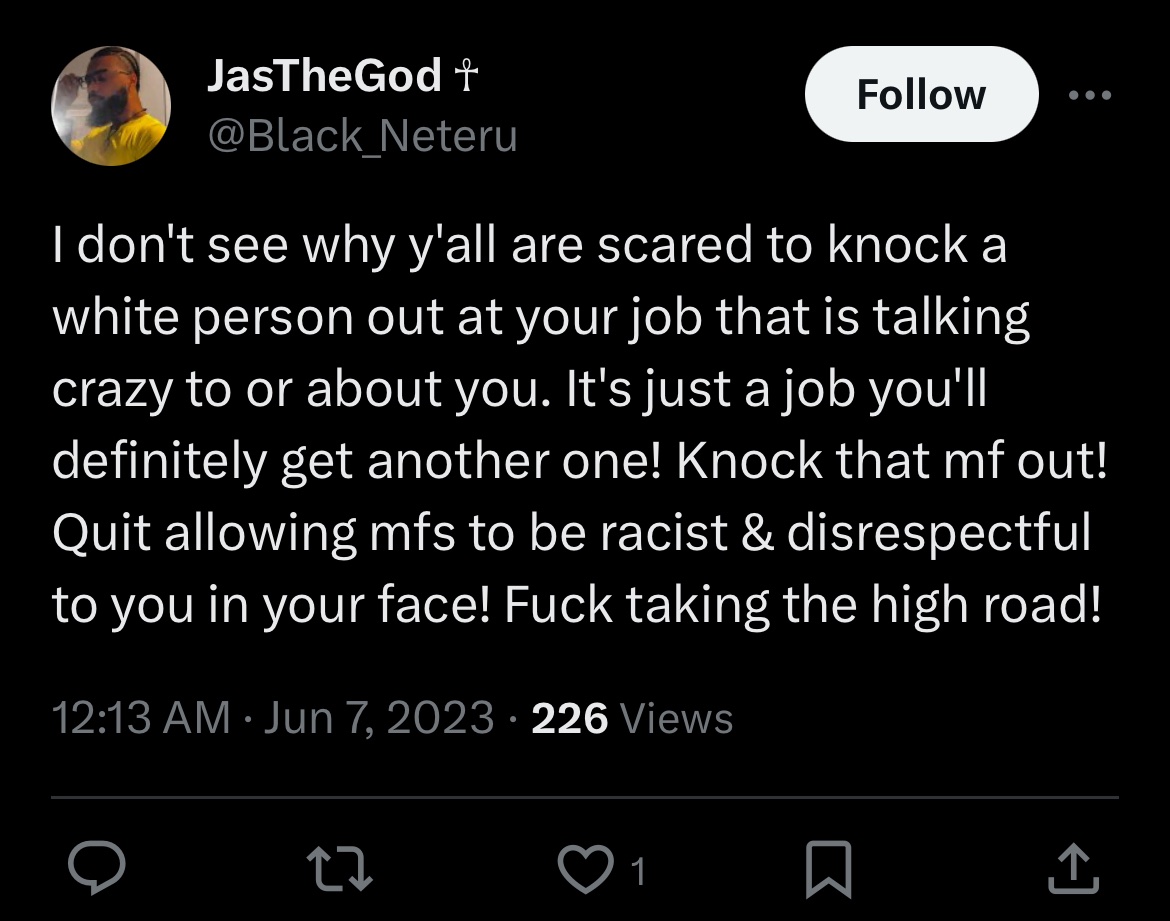 JasTheGod ☥
Follow
@Black_Neteru
I don't see why y'all are scared to knock a
white person out at your job that is talking
crazy to or about you. It's just a job you'll
definitely get another one! Knock that mf out!
Quit allowing mfs to be racist & disrespectful
to you in your face! Fuck taking the high road!
12:13 AM · Jun 7, 2023 · 226 Views
1